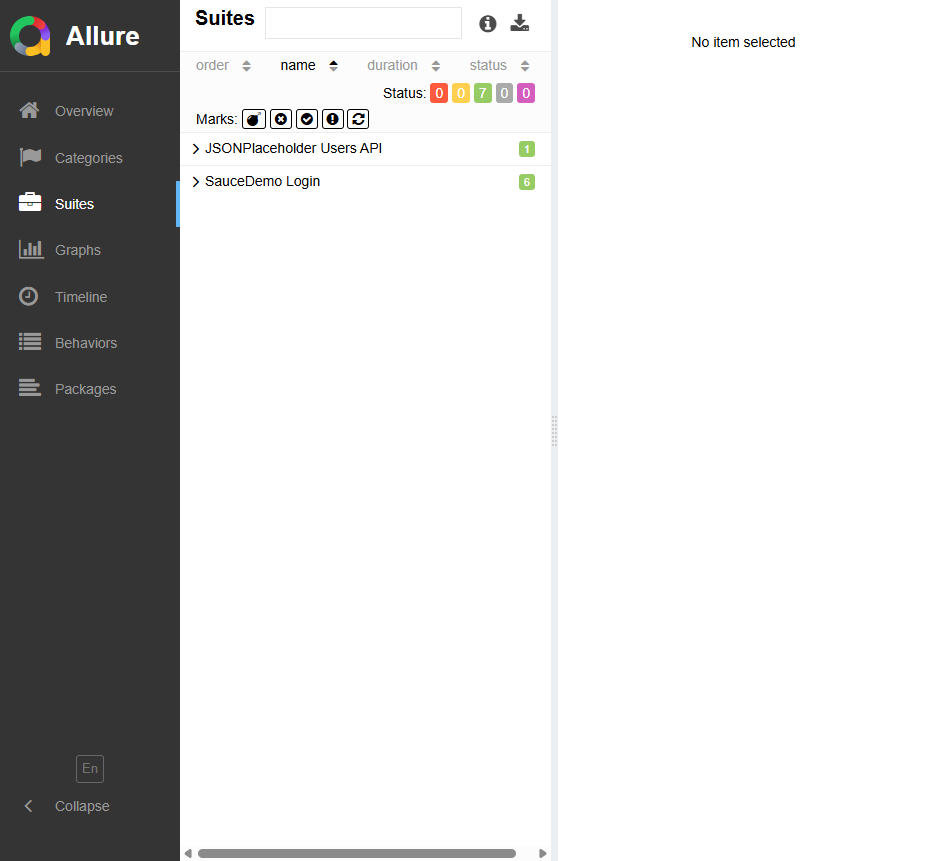 Allure
Overview
Categories
Suites
Graphs
Timeline
Behaviors
Packages
En
Collapse
Suites
order name duration status
Status: 0 0 7 0 0
Marks:
JSONPlaceholder Users API 1
SauceDemo Login 6
No item selected